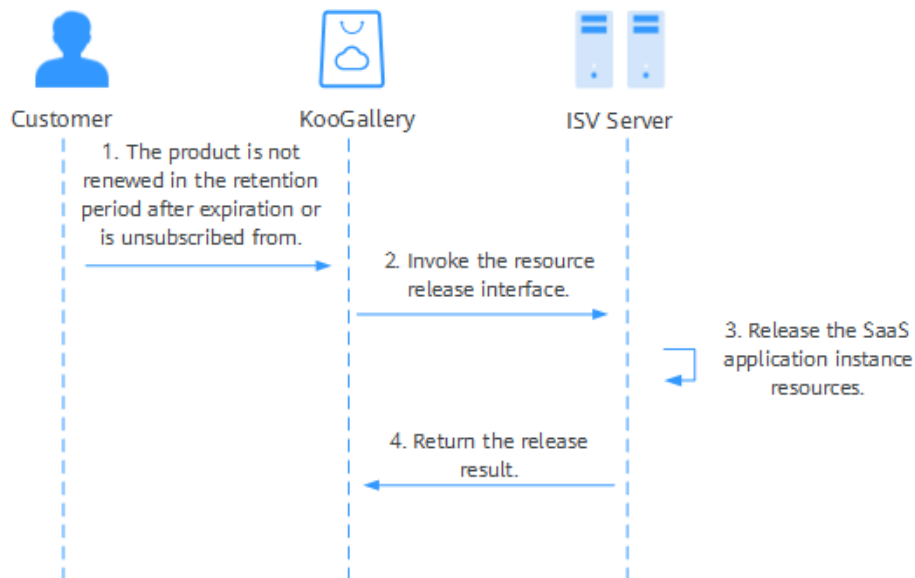 Customer
KooGallery
ISV Server
1. The product is not
renewed in the retention
period after expiration or
is unsubscribed from.
2. Invoke the resource
release interface.
3. Release the SaaS
application instance
resources.
4. Return the release
result.